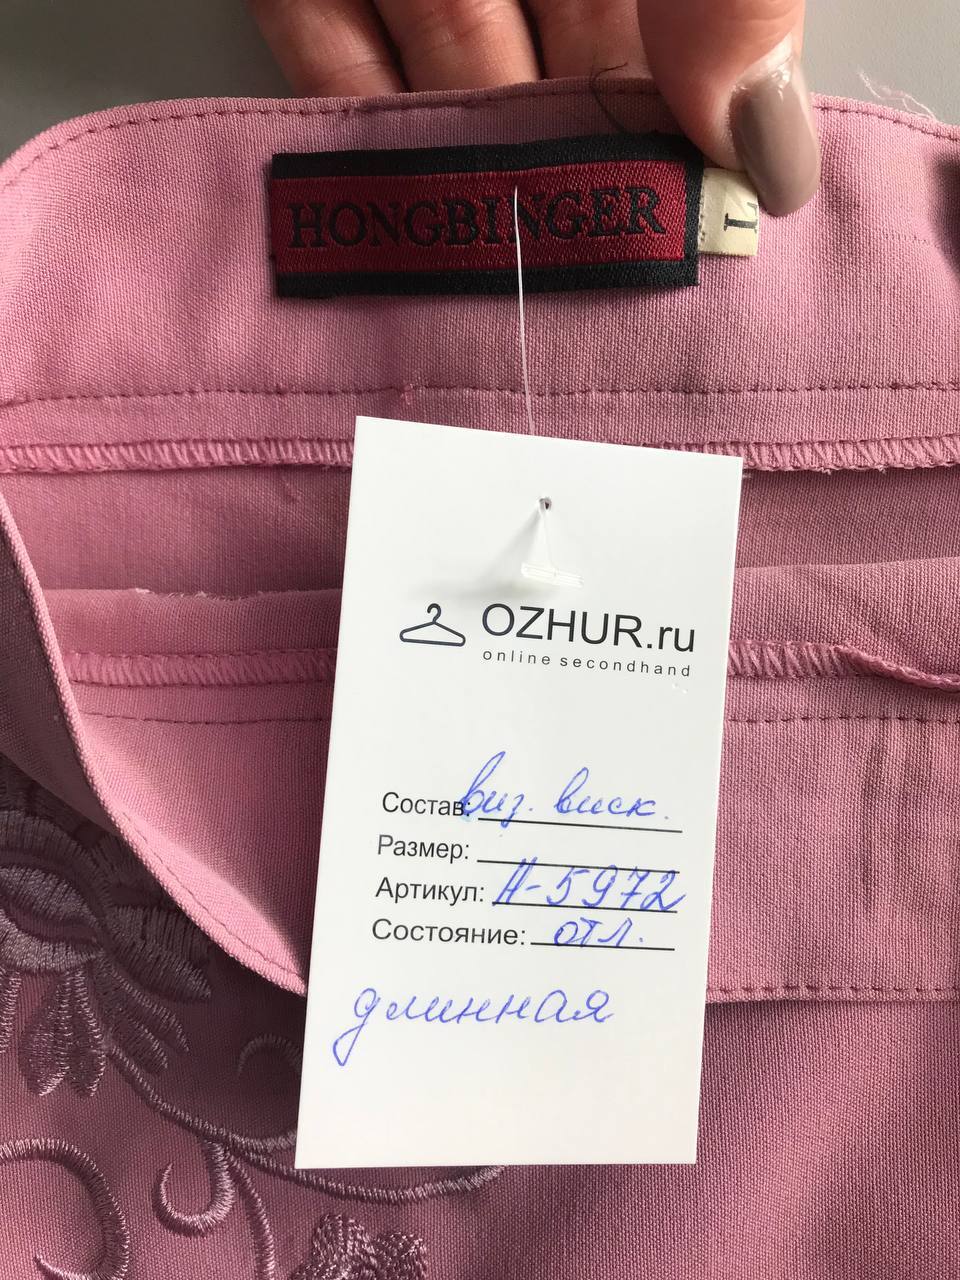 HONGBINGER
L
OZHUR.ru
online secondhand
Состав: виз. виск.
Размер:
Артикул: Н-5972
Состояние: отл.
длинная